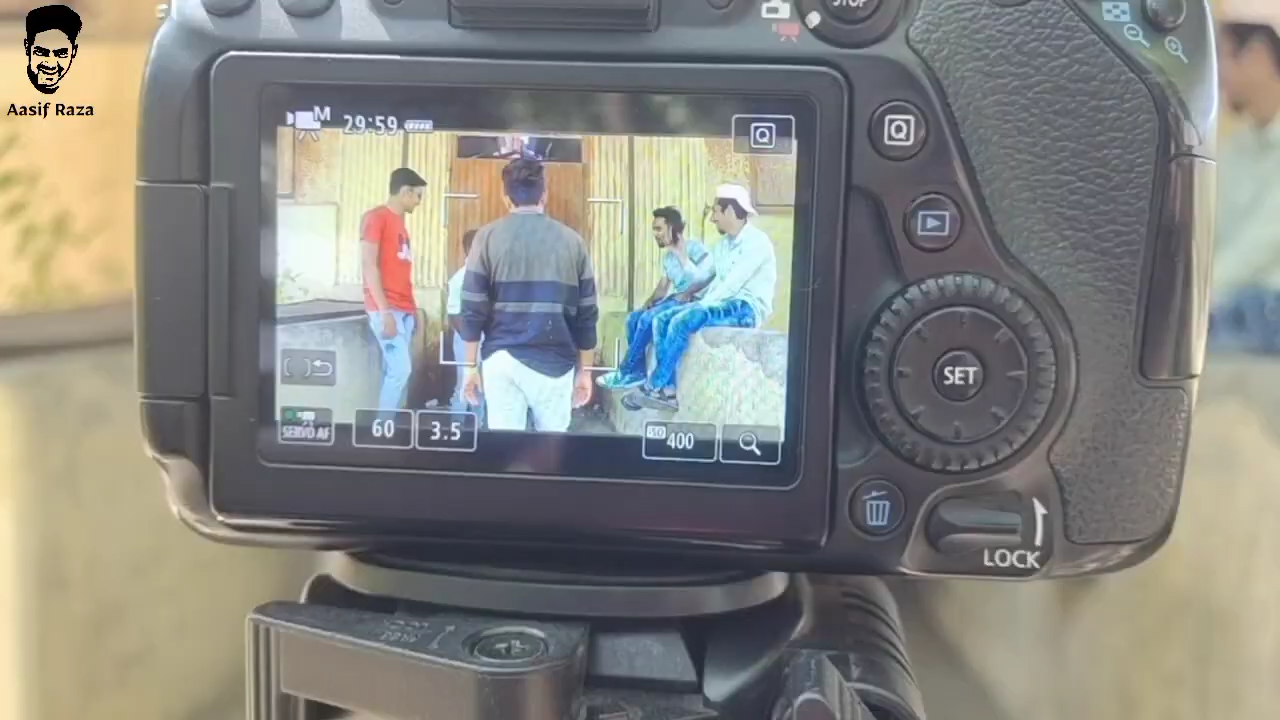 Aasif Raza
STOP
M
29:59
Q
Q
SERVO AF
60
3.5
ISO
400
SET
LOCK